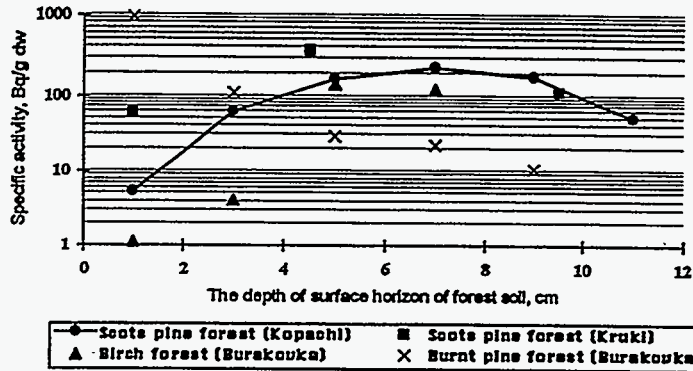 1000
100
10
1
Specific activity, Bq/g dw
0 2 4 6 8 10 12
The depth of surface horizon of forest soil, cm
Scots pine forest (Kopachi)
Scots pine forest (Kruki)
Birch forest (Burakovka)
Burnt pine forest (Burakovka